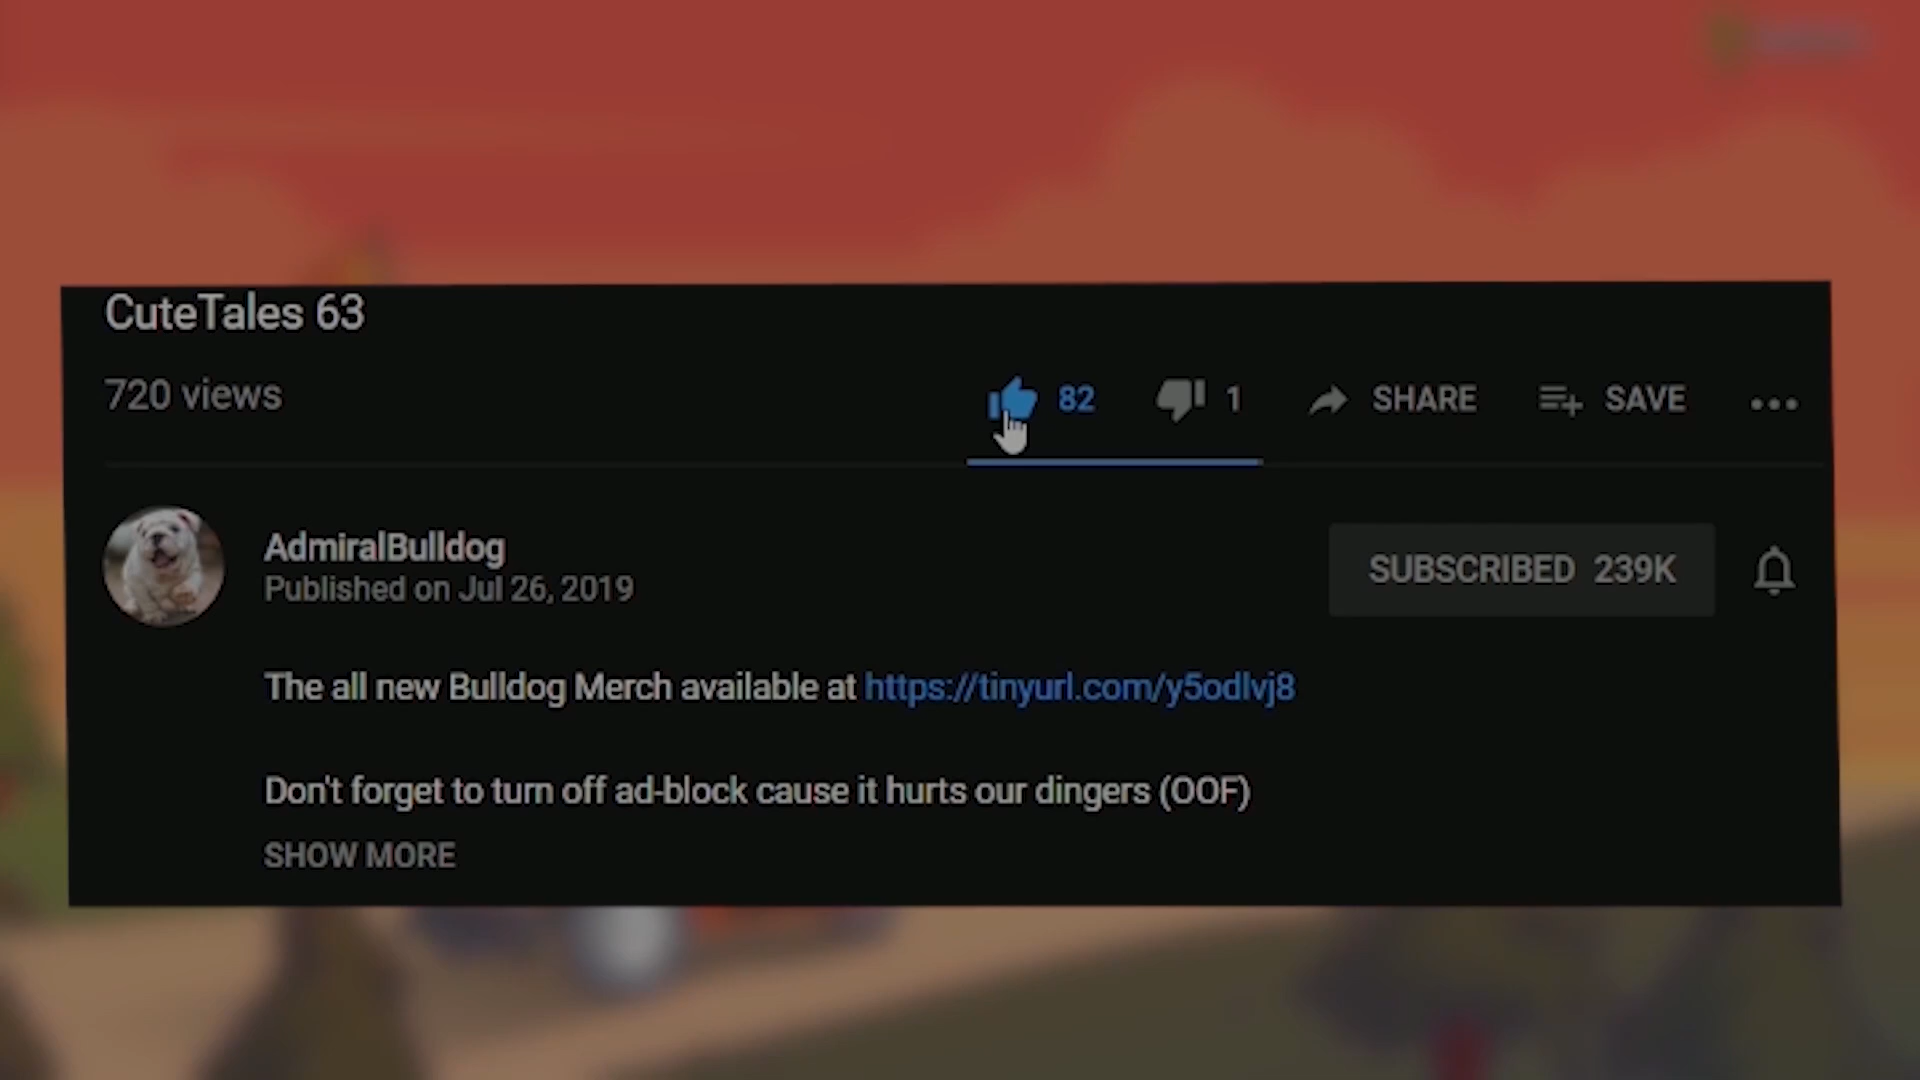 CuteTales 63
720 views
82 1 SHARE SAVE
AdmiralBulldog
Published on Jul 26, 2019
SUBSCRIBED 239K
The all new Bulldog Merch available at https://tinyurl.com/y5odlvj8
Don't forget to turn off ad-block cause it hurts our dingers (OOF)
SHOW MORE